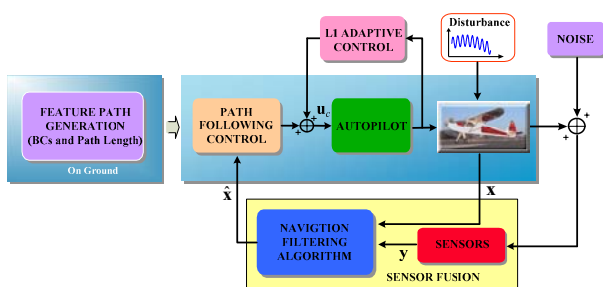 Disturbance
L1 ADAPTIVE
CONTROL
NOISE
FEATURE PATH
GENERATION
(BCs and Path Length)
On Ground
PATH
FOLLOWING
CONTROL
+
+
u_c
AUTOPILOT
+
+
x̂
x
NAVIGTION
FILTERING
ALGORITHM
y
SENSORS
SENSOR FUSION